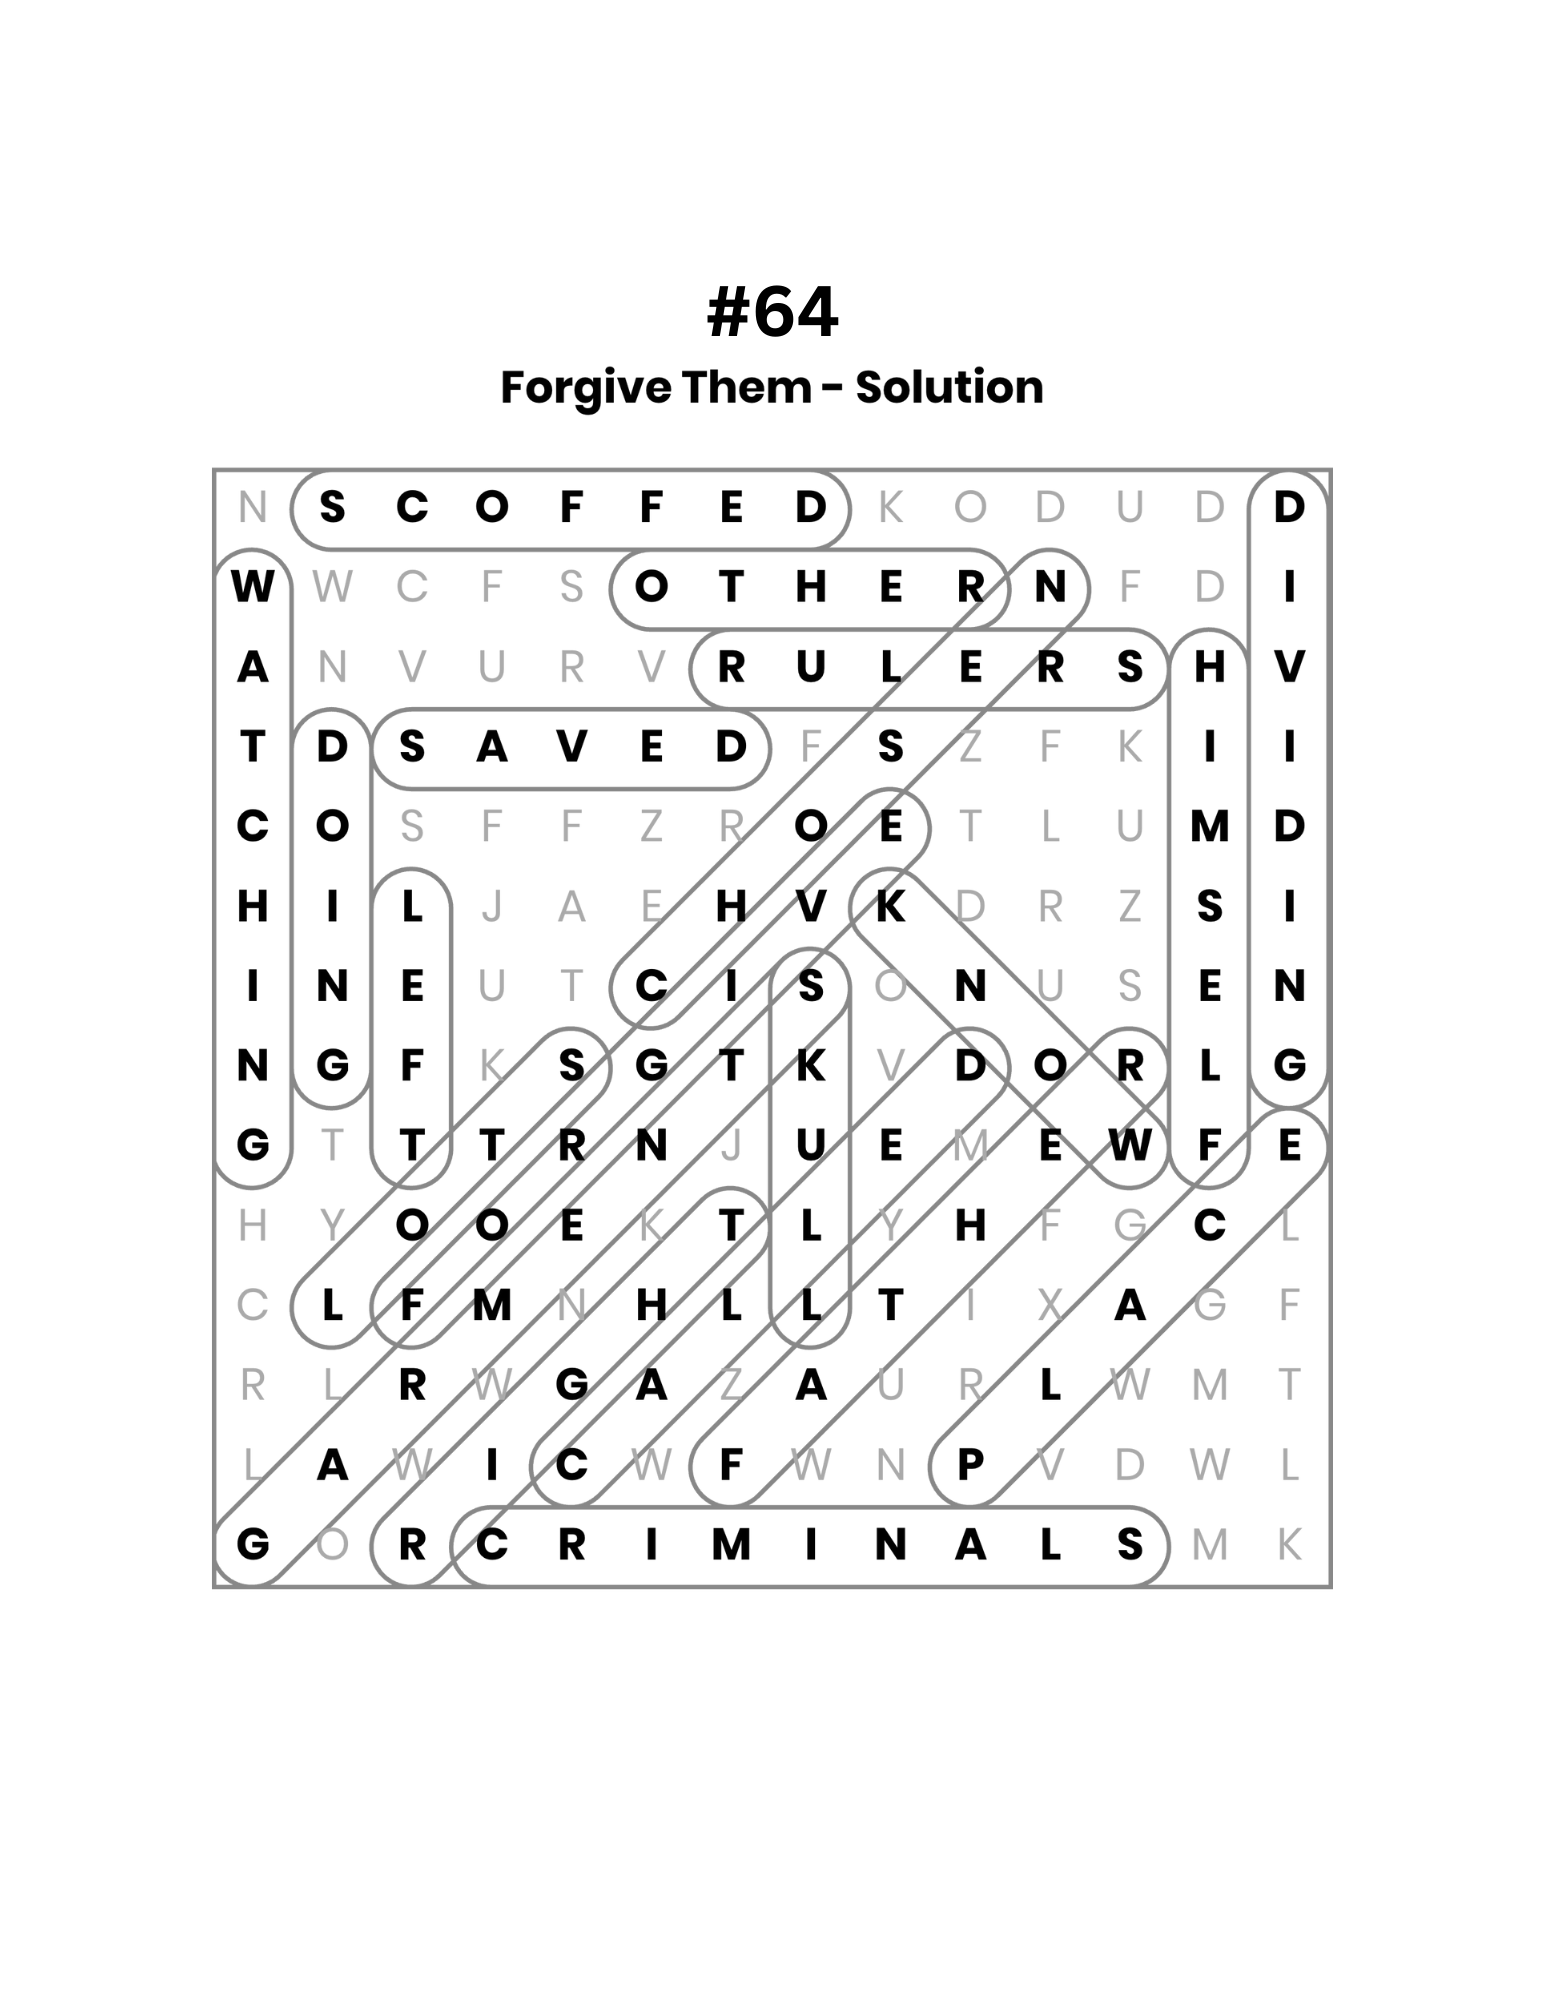 #64
Forgive Them - Solution
N S C O F F E D K O D U D D
W W C F S O T H E R N F D I
A N V U R V R U L E R S H V
T D S A V E D F S Z F K I I
C O S F F Z R O E T L U M D
H I L J A E H V K D R Z S I
I N E U T C I S O N U S E N
N G F K S G T K V D O R L G
G T T T R N J U E M E W F E
H Y O O E K T L Y H F G C L
C L F M N H L L T I X A G F
R L R W G A Z A U R L W M T
L A W I C W F W N P V D W L
G O R C R I M I N A L S M K